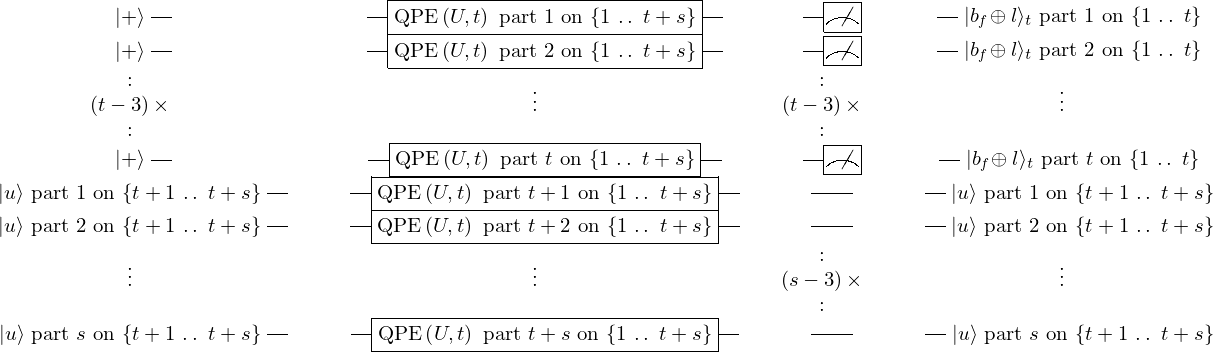 |+⟩ QPE (U, t) part 1 on {1 .. t + s} |b_f ⊕ l⟩_t part 1 on {1 .. t}
|+⟩ QPE (U, t) part 2 on {1 .. t + s} |b_f ⊕ l⟩_t part 2 on {1 .. t}
⋮ ⋮
(t − 3) × ⋮ (t − 3) × ⋮
⋮ ⋮
|+⟩ QPE (U, t) part t on {1 .. t + s} |b_f ⊕ l⟩_t part t on {1 .. t}
|u⟩ part 1 on {t + 1 .. t + s} QPE (U, t) part t + 1 on {1 .. t + s} |u⟩ part 1 on {t + 1 .. t + s}
|u⟩ part 2 on {t + 1 .. t + s} QPE (U, t) part t + 2 on {1 .. t + s} |u⟩ part 2 on {t + 1 .. t + s}
⋮
⋮ ⋮ (s − 3) × ⋮
⋮
|u⟩ part s on {t + 1 .. t + s} QPE (U, t) part t + s on {1 .. t + s} |u⟩ part s on {t + 1 .. t + s}